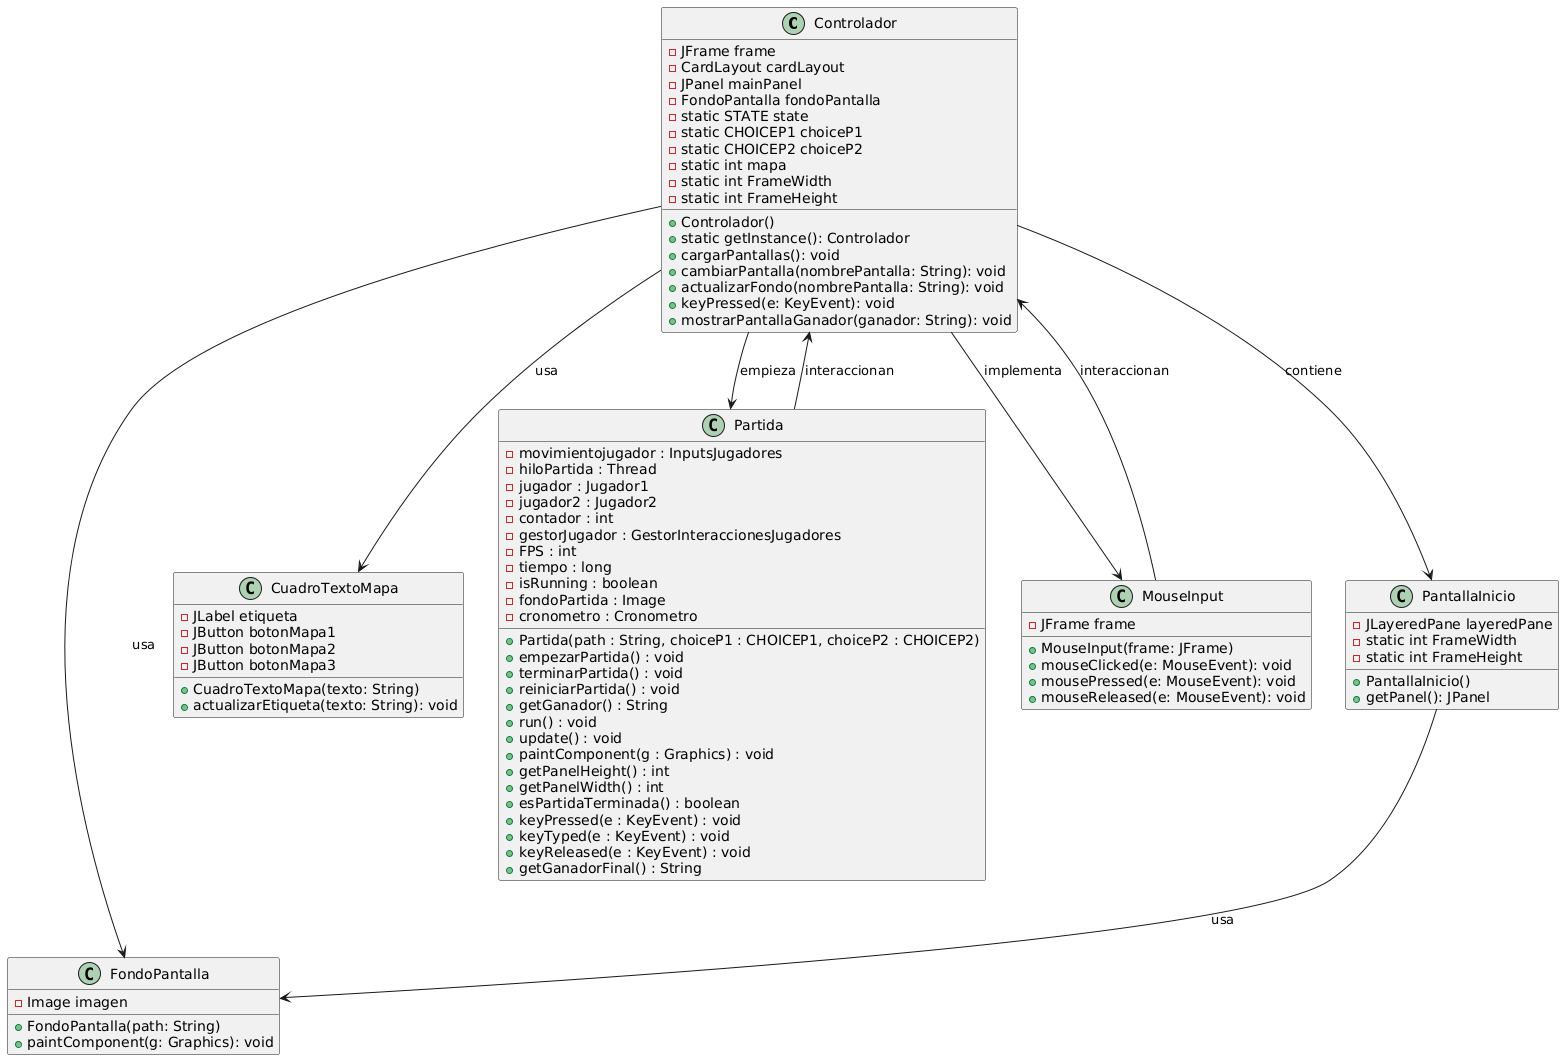 C Controlador
JFrame frame
CardLayout cardLayout
JPanel mainPanel
FondoPantalla fondoPantalla
static STATE state
static CHOICEP1 choiceP1
static CHOICEP2 choiceP2
static int mapa
static int FrameWidth
static int FrameHeight
Controlador()
static getInstance(): Controlador
cargarPantallas(): void
cambiarPantalla(nombrePantalla: String): void
actualizarFondo(nombrePantalla: String): void
keyPressed(e: KeyEvent): void
mostrarPantallaGanador(ganador: String): void
usa
empieza
interaccionan
implementa
interaccionan
contiene
C Partida
movimientojugador : InputsJugadores
hiloPartida : Thread
jugador : Jugador1
jugador2 : Jugador2
contador : int
gestorJugador : GestorInteraccionesJugadores
FPS : int
tiempo : long
isRunning : boolean
fondoPartida : Image
cronometro : Cronometro
Partida(path : String, choiceP1 : CHOICEP1, choiceP2 : CHOICEP2)
empezarPartida() : void
terminarPartida() : void
reiniciarPartida() : void
getGanador() : String
run() : void
update() : void
paintComponent(g : Graphics) : void
getPanelHeight() : int
getPanelWidth() : int
esPartidaTerminada() : boolean
keyPressed(e : KeyEvent) : void
keyTyped(e : KeyEvent) : void
keyReleased(e : KeyEvent) : void
getGanadorFinal() : String
usa
C CuadroTextoMapa
JLabel etiqueta
JButton botonMapa1
JButton botonMapa2
JButton botonMapa3
CuadroTextoMapa(texto: String)
actualizarEtiqueta(texto: String): void
C MouseInput
JFrame frame
MouseInput(frame: JFrame)
mouseClicked(e: MouseEvent): void
mousePressed(e: MouseEvent): void
mouseReleased(e: MouseEvent): void
C PantallaInicio
JLayeredPane layeredPane
static int FrameWidth
static int FrameHeight
PantallaInicio()
getPanel(): JPanel
usa
C FondoPantalla
Image imagen
FondoPantalla(path: String)
paintComponent(g: Graphics): void